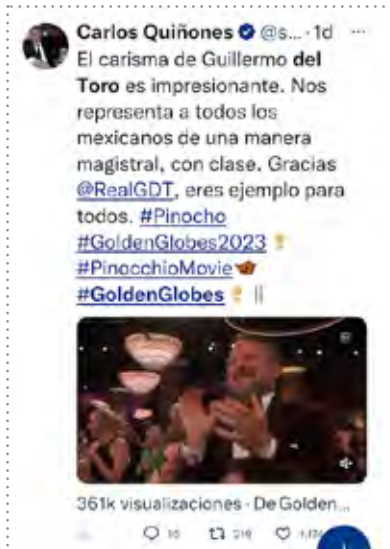 Carlos Quiñones @s... · 1d ...
El carisma de Guillermo del
Toro es impresionante. Nos
representa a todos los
mexicanos de una manera
magistral, con clase. Gracias
@RealGDT, eres ejemplo para
todos. #Pinocho
#GoldenGlobes2023
#PinocchioMovie
#GoldenGlobes
361k visualizaciones · De Golden...